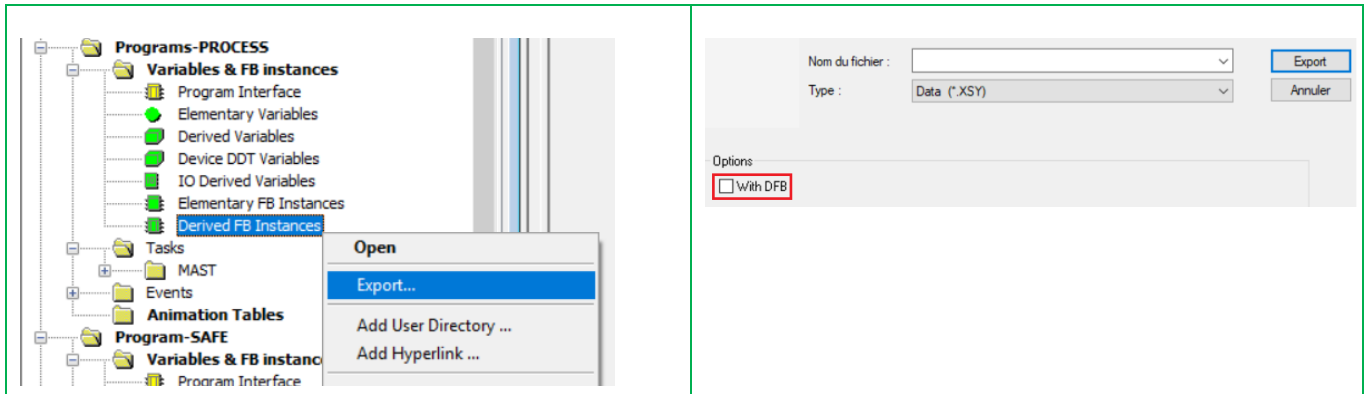 Programs-PROCESS
Variables & FB instances
Program Interface
Elementary Variables
Derived Variables
Device DDT Variables
IO Derived Variables
Elementary FB Instances
Derived FB Instances
Tasks
MAST
Events
Animation Tables
Program-SAFE
Variables & FB instanc
Program Interface
Open
Export...
Add User Directory ...
Add Hyperlink ...
Nom du fichier :
Export
Type :
Data (*.XSY)
Annuler
Options
With DFB